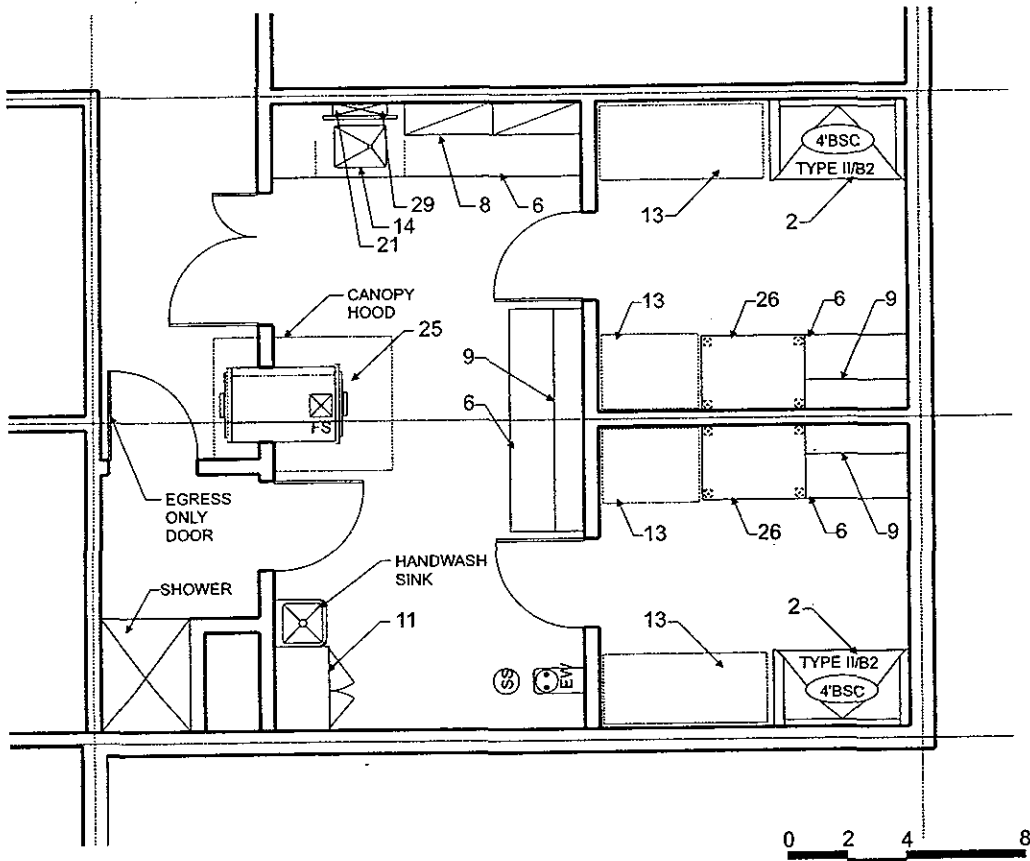 4'BSC
TYPE II/B2
29
8
6
14
21
13
2
CANOPY
HOOD
25
13
26
6
9
9
6
FS
EGRESS
ONLY
DOOR
13
26
6
9
HANDWASH
SINK
SHOWER
11
13
2
TYPE II/B2
4'BSC
SS
EW
0 2 4 8